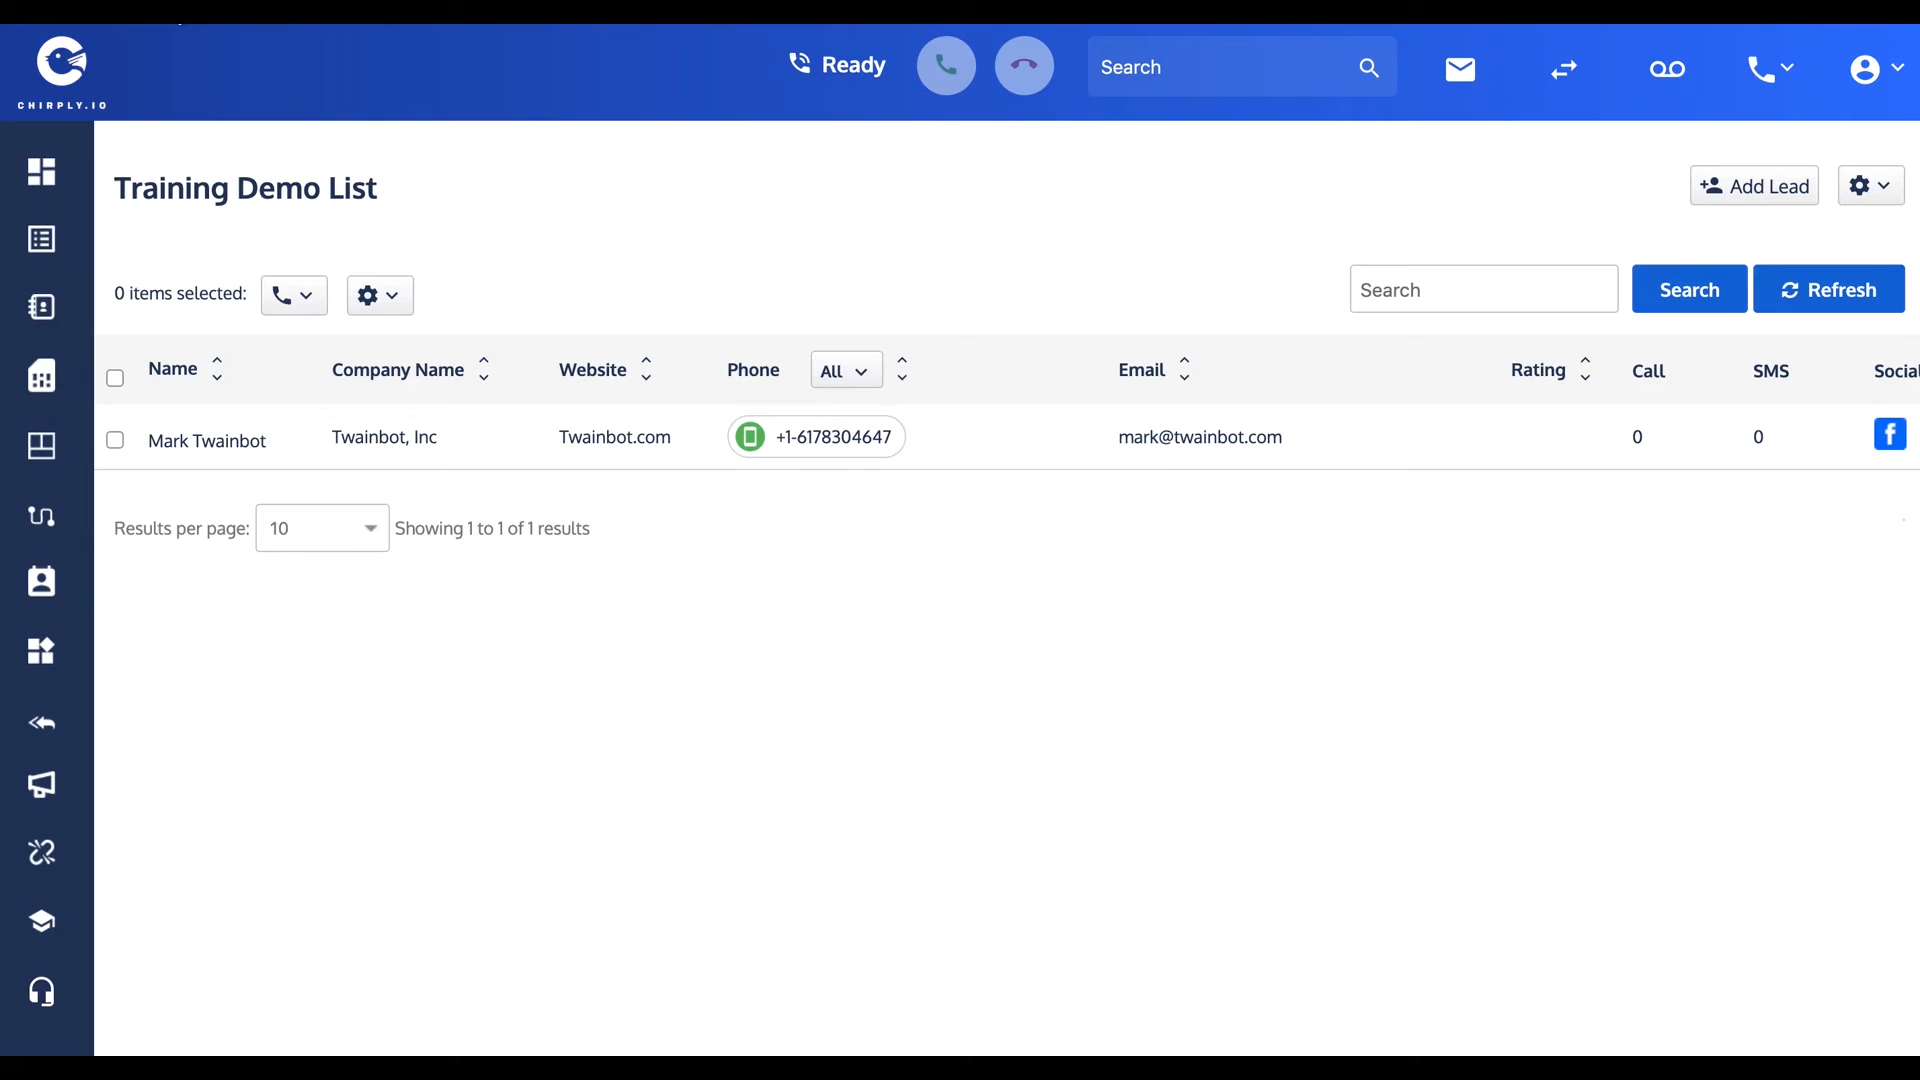 CHIRPLY.IO
Ready
Search
Training Demo List
Add Lead
0 items selected:
Search
Search
Refresh
Name
Company Name
Website
Phone
All
Email
Rating
Call
SMS
Social
Mark Twainbot
Twainbot, Inc
Twainbot.com
+1-6178304647
mark@twainbot.com
0
0
Results per page:
10
Showing 1 to 1 of 1 results